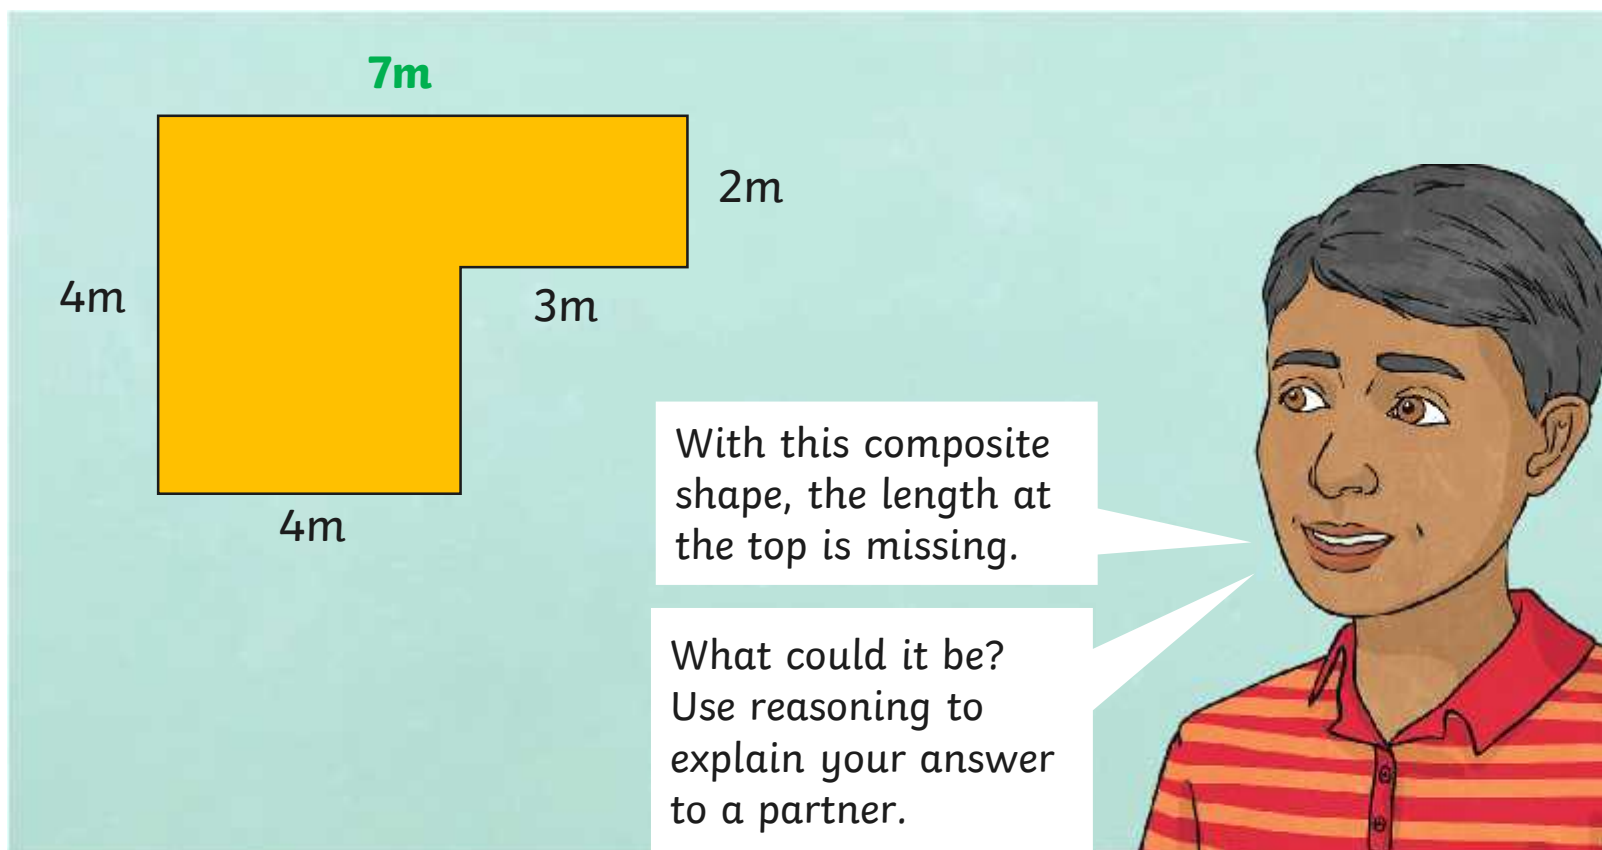 7m
2m
4m
3m
4m
With this composite
shape, the length at
the top is missing.
What could it be?
Use reasoning to
explain your answer
to a partner.